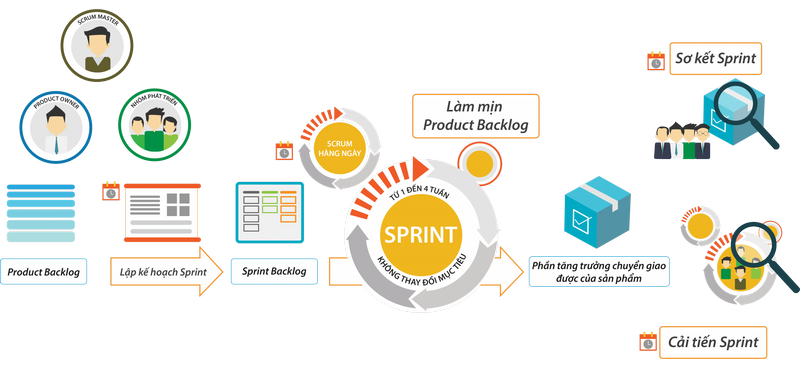 SCRUM MASTER
PRODUCT OWNER
NHÓM PHÁT TRIỂN
Product Backlog
Lập kế hoạch Sprint
Sprint Backlog
SCRUM
HÀNG NGÀY
Làm mịn
Product Backlog
TỪ 1 ĐẾN 4 TUẦN
SPRINT
KHÔNG THAY ĐỔI MỤC TIÊU
Phần tăng trưởng chuyển giao
được của sản phẩm
Sơ kết Sprint
Cải tiến Sprint